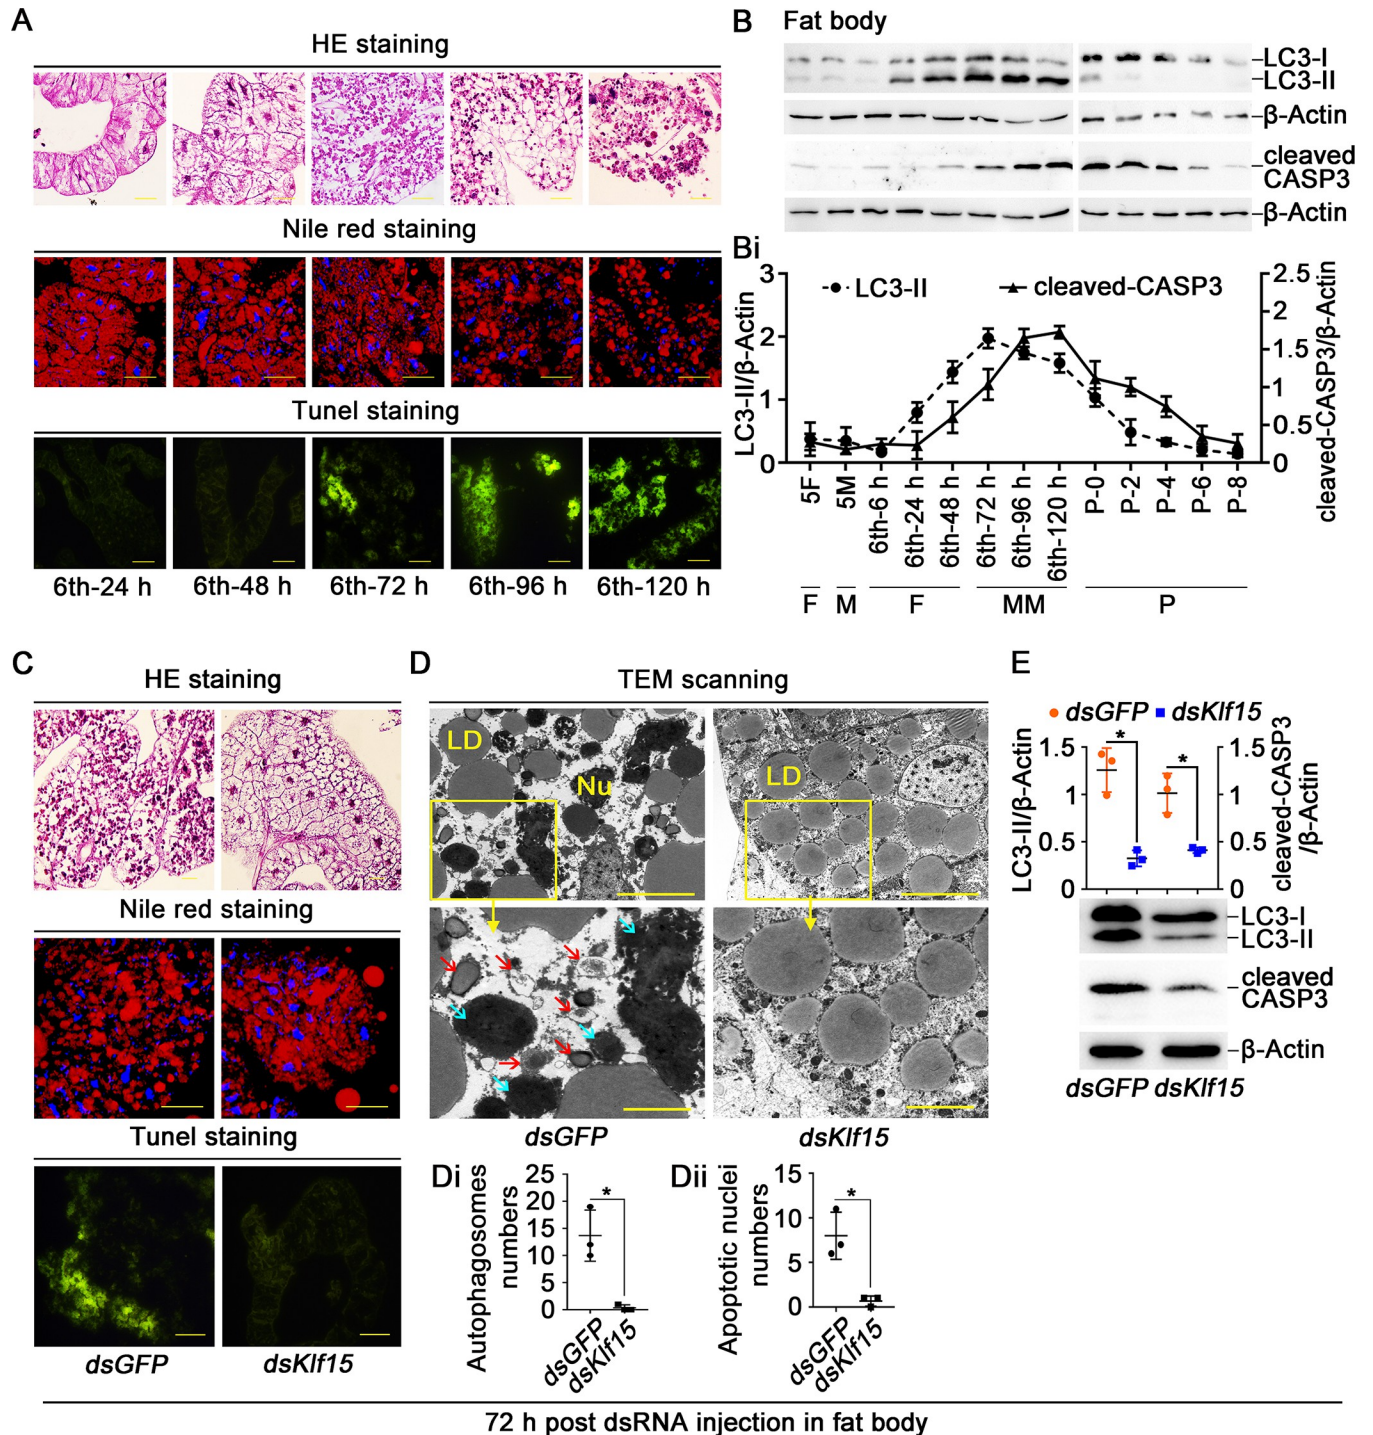 A
HE staining
Nile red staining
Tunel staining
6th-24 h 6th-48 h 6th-72 h 6th-96 h 6th-120 h
B Fat body
LC3-I
LC3-II
β-Actin
cleaved
CASP3
β-Actin
Bi
LC3-II cleaved-CASP3
LC3-II/β-Actin
3
2
1
0
2.5
2
1.5
1
0.5
0
cleaved-CASP3/β-Actin
5F 5M 6th-6 h 6th-24 h 6th-48 h 6th-72 h 6th-96 h 6th-120 h P-0 P-2 P-4 P-6 P-8
F M F MM P
C
HE staining
Nile red staining
Tunel staining
dsGFP dsKlf15
D
TEM scanning
LD
Nu
LD
dsGFP dsKlf15
Di
Autophagosomes
numbers
25
20
15
10
5
0
*
dsGFP
dsKlf15
Dii
Apoptotic nuclei
numbers
15
10
5
0
*
dsGFP
dsKlf15
E
dsGFP dsKlf15
LC3-II/β-Actin
1.5
1
0.5
0
* *
1.5
1
0.5
0
cleaved-CASP3
/β-Actin
LC3-I
LC3-II
cleaved
CASP3
β-Actin
dsGFP dsKlf15
72 h post dsRNA injection in fat body